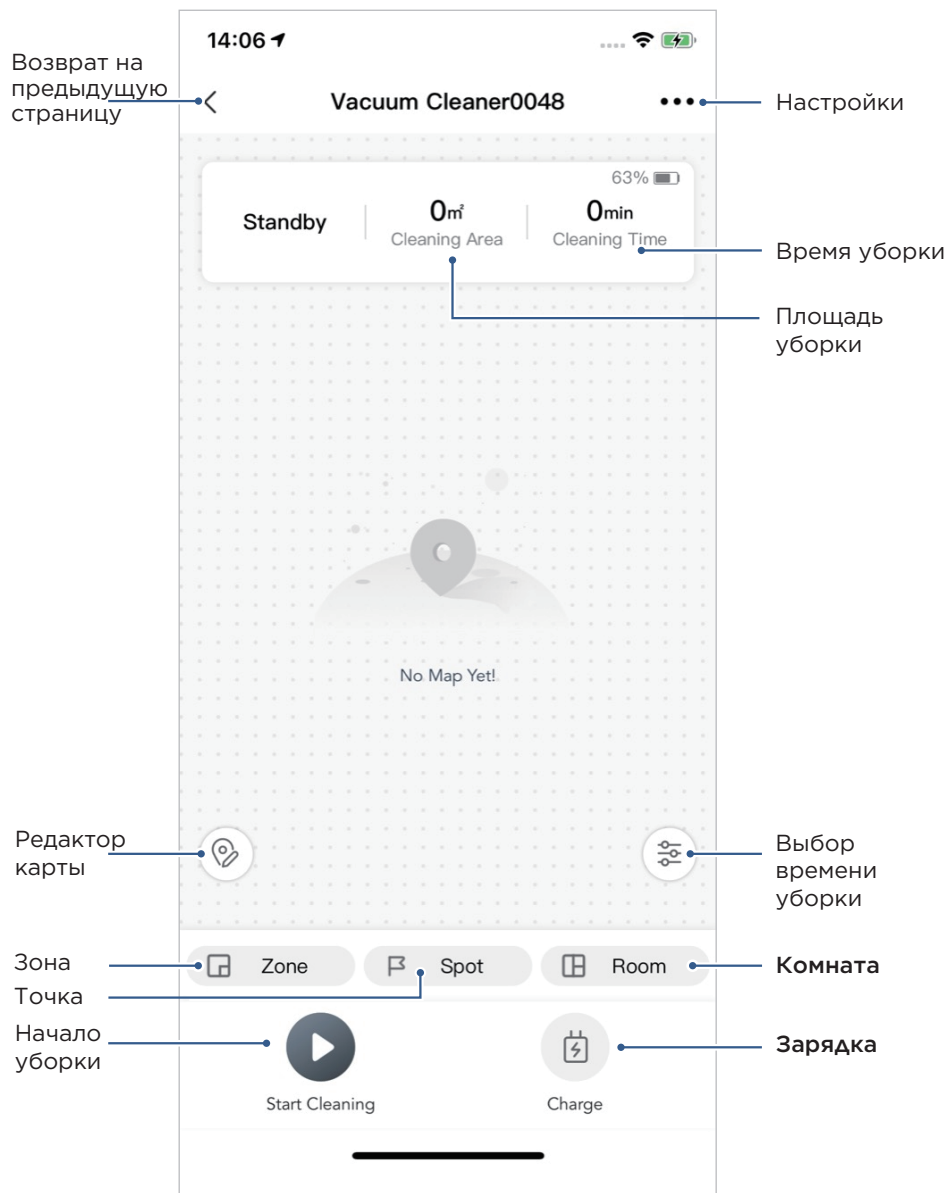 14:06
Возврат на
предыдущую
страницу
Vacuum Cleaner0048
Настройки
63%
Standby
0㎡
Cleaning Area
0min
Cleaning Time
Время уборки
Площадь
уборки
No Map Yet!
Редактор
карты
Выбор
времени
уборки
Зона
Zone
Spot
Room
Комната
Точка
Начало
уборки
Зарядка
Start Cleaning
Charge